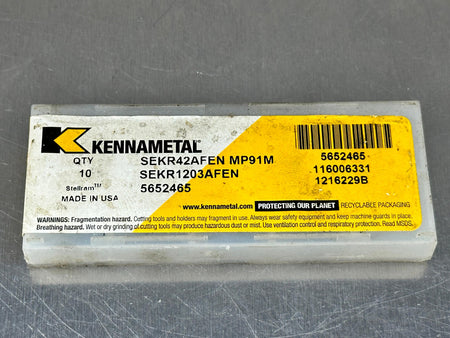 KENNAMETAL®
QTY
10
Stellram™
MADE IN USA
SEKR42AFEN MP91M
SEKR1203AFEN
5652465
5652465
116006331
1216229B
www.kennametal.com PROTECTING OUR PLANET RECYCLABLE PACKAGING
WARNINGS: Fragmentation hazard. Cutting tools and holders may fragment in use. Always wear safety equipment and keep machine guards in place.
Breathing hazard. Wet or dry grinding of cutting tools may produce hazardous dust or mist. Use ventilation control and respiratory protection. Read MSDS.